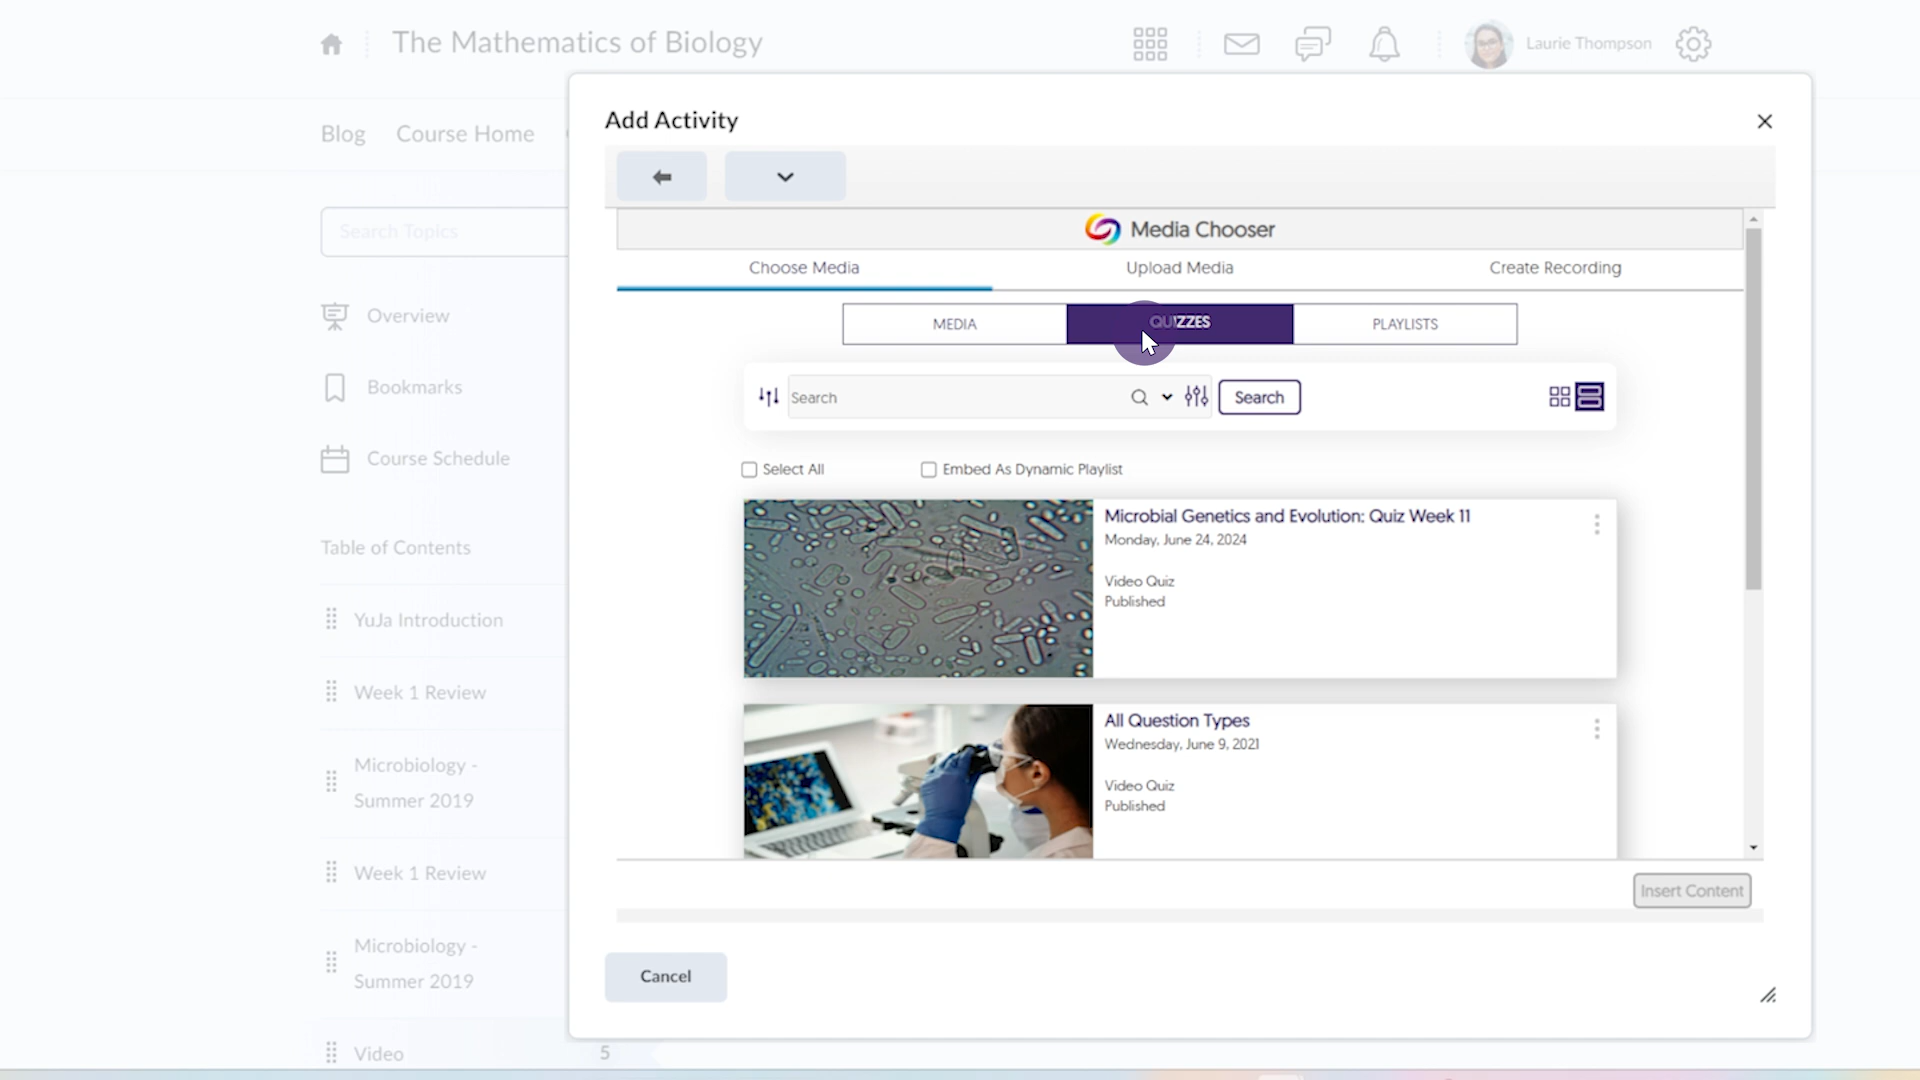 The Mathematics of Biology
Laurie Thompson
Blog
Course Home
Search Topics
Overview
Bookmarks
Course Schedule
Table of Contents
YuJa Introduction
Week 1 Review
Microbiology -
Summer 2019
Week 1 Review
Microbiology -
Summer 2019
Video
5
Add Activity
Media Chooser
Choose Media
Upload Media
Create Recording
MEDIA
QUIZZES
PLAYLISTS
Search
Search
Select All
Embed As Dynamic Playlist
Microbial Genetics and Evolution: Quiz Week 11
Monday, June 24, 2024
Video Quiz
Published
All Question Types
Wednesday, June 9, 2021
Video Quiz
Published
Insert Content
Cancel